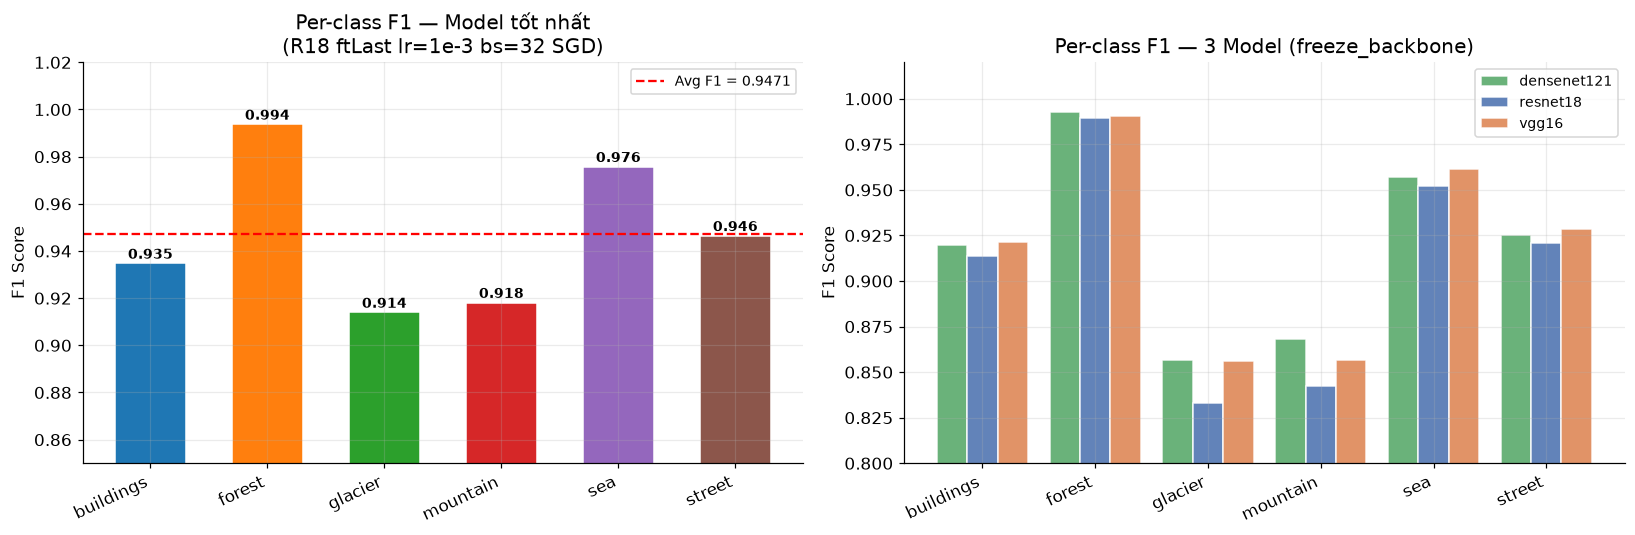 Per-class F1 — Model tốt nhất
(R18 ftLast lr=1e-3 bs=32 SGD)
Avg F1 = 0.9471
F1 Score
1.02
1.00
0.98
0.96
0.94
0.92
0.90
0.88
0.86
0.935
0.994
0.914
0.918
0.976
0.946
buildings
forest
glacier
mountain
sea
street
Per-class F1 — 3 Model (freeze_backbone)
densenet121
resnet18
vgg16
F1 Score
1.000
0.975
0.950
0.925
0.900
0.875
0.850
0.825
0.800
buildings
forest
glacier
mountain
sea
street